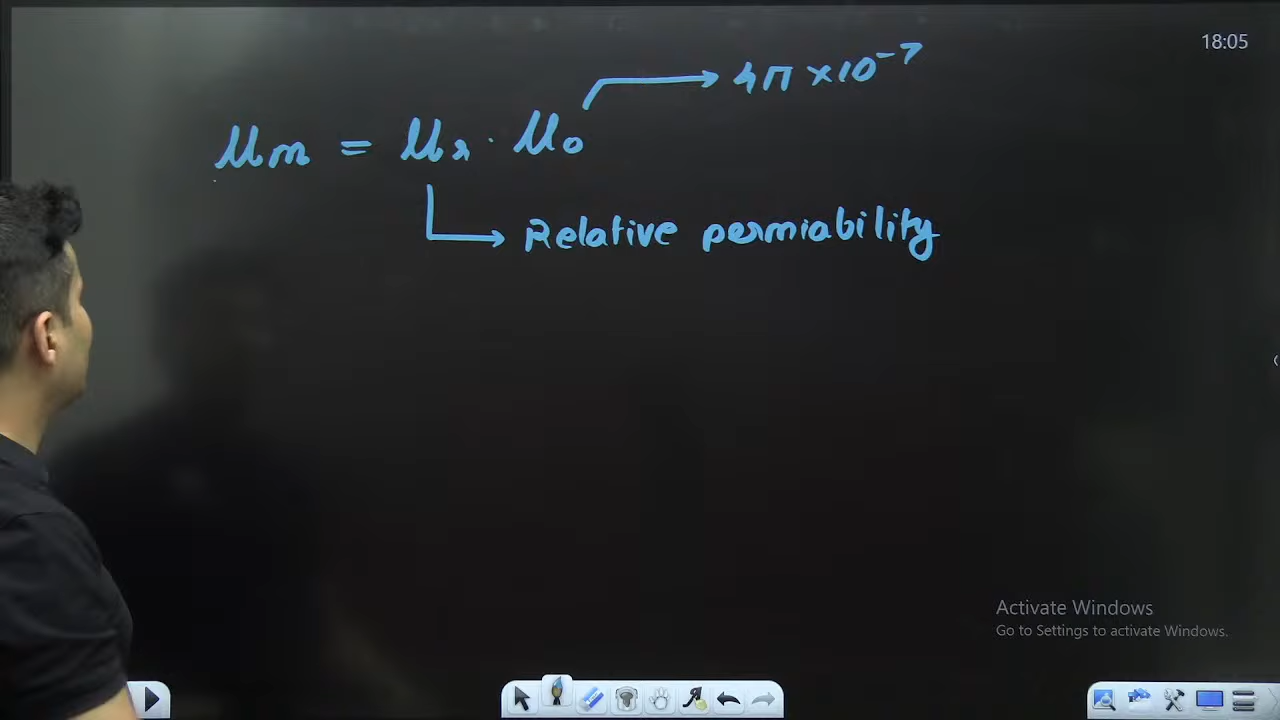 18:05
→ 4π ×10⁻⁷
μm = μr · μ0
→ Relative permiability
Activate Windows
Go to Settings to activate Windows.